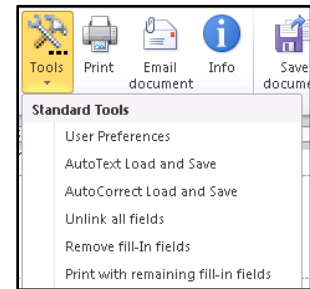 Tools Print Email document Info Save
Standard Tools
User Preferences
AutoText Load and Save
AutoCorrect Load and Save
Unlink all fields
Remove fill-In fields
Print with remaining fill-in fields